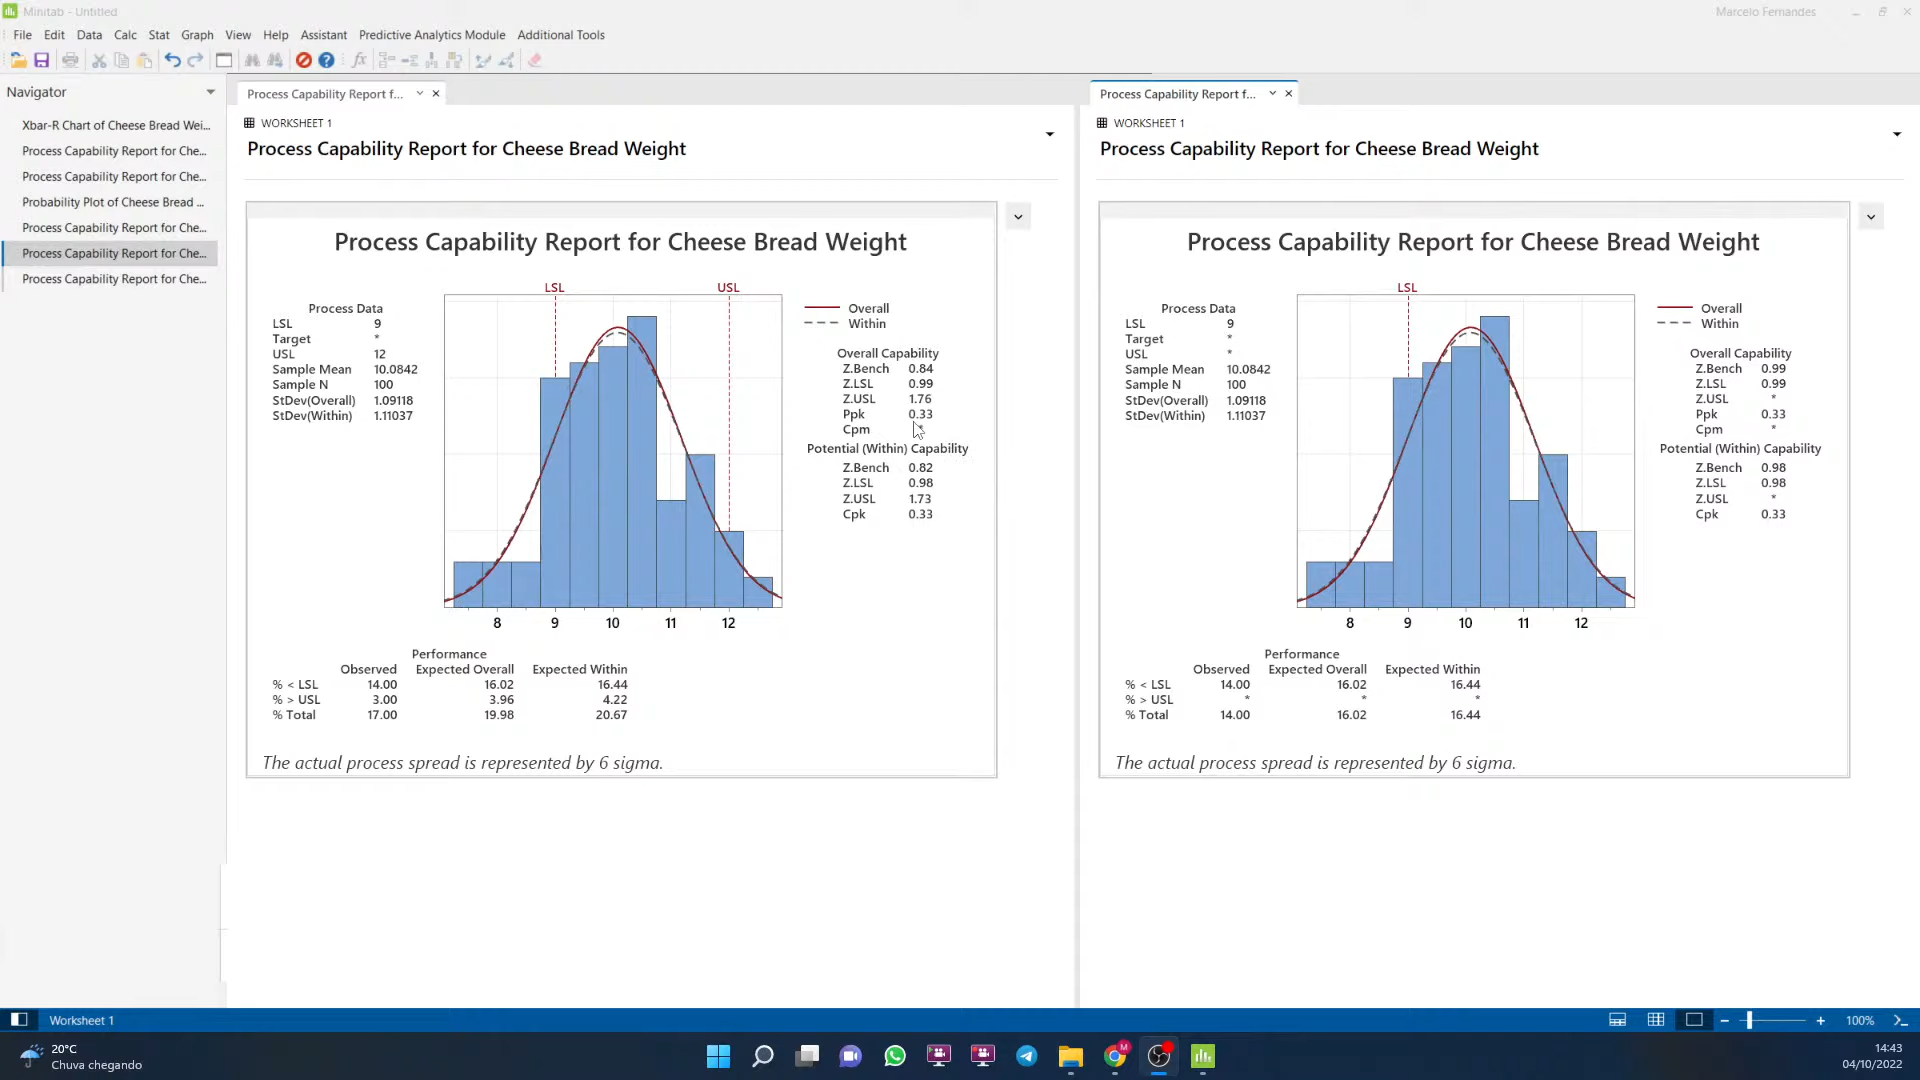 Minitab - Untitled
Marcelo Fernandes
File Edit Data Calc Stat Graph View Help Assistant Predictive Analytics Module Additional Tools
Navigator
Xbar-R Chart of Cheese Bread Wei...
Process Capability Report for Che...
Process Capability Report for Che...
Probability Plot of Cheese Bread ...
Process Capability Report for Che...
Process Capability Report for Che...
Process Capability Report for Che...
Process Capability Report f...
WORKSHEET 1
Process Capability Report for Cheese Bread Weight
Process Capability Report for Cheese Bread Weight
LSL USL
Process Data
LSL 9
Target *
USL 12
Sample Mean 10.0842
Sample N 100
StDev(Overall) 1.09118
StDev(Within) 1.11037
Overall
Within
Overall Capability
Z.Bench 0.84
Z.LSL 0.99
Z.USL 1.76
Ppk 0.33
Cpm *
Potential (Within) Capability
Z.Bench 0.82
Z.LSL 0.98
Z.USL 1.73
Cpk 0.33
8 9 10 11 12
Performance
Observed Expected Overall Expected Within
% < LSL 14.00 16.02 16.44
% > USL 3.00 3.96 4.22
% Total 17.00 19.98 20.67
The actual process spread is represented by 6 sigma.
Process Capability Report f...
WORKSHEET 1
Process Capability Report for Cheese Bread Weight
Process Capability Report for Cheese Bread Weight
LSL
Process Data
LSL 9
Target *
USL *
Sample Mean 10.0842
Sample N 100
StDev(Overall) 1.09118
StDev(Within) 1.11037
Overall
Within
Overall Capability
Z.Bench 0.99
Z.LSL 0.99
Z.USL *
Ppk 0.33
Cpm *
Potential (Within) Capability
Z.Bench 0.98
Z.LSL 0.98
Z.USL *
Cpk 0.33
8 9 10 11 12
Performance
Observed Expected Overall Expected Within
% < LSL 14.00 16.02 16.44
% > USL * * *
% Total 14.00 16.02 16.44
The actual process spread is represented by 6 sigma.
Worksheet 1
100%
20°C
Chuva chegando
M
14:43
04/10/2022